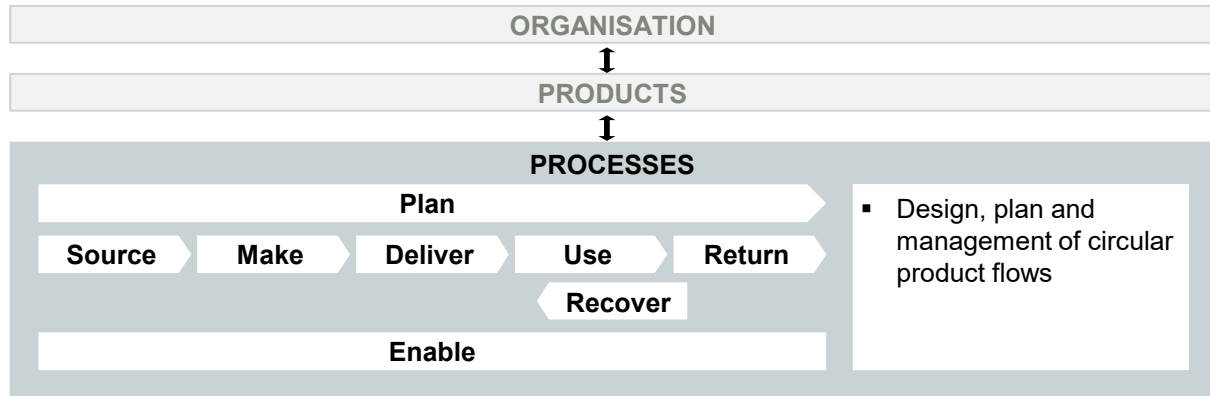 ORGANISATION
PRODUCTS
PROCESSES
Plan
Source Make Deliver Use Return
Recover
Enable
▪ Design, plan and
management of circular
product flows